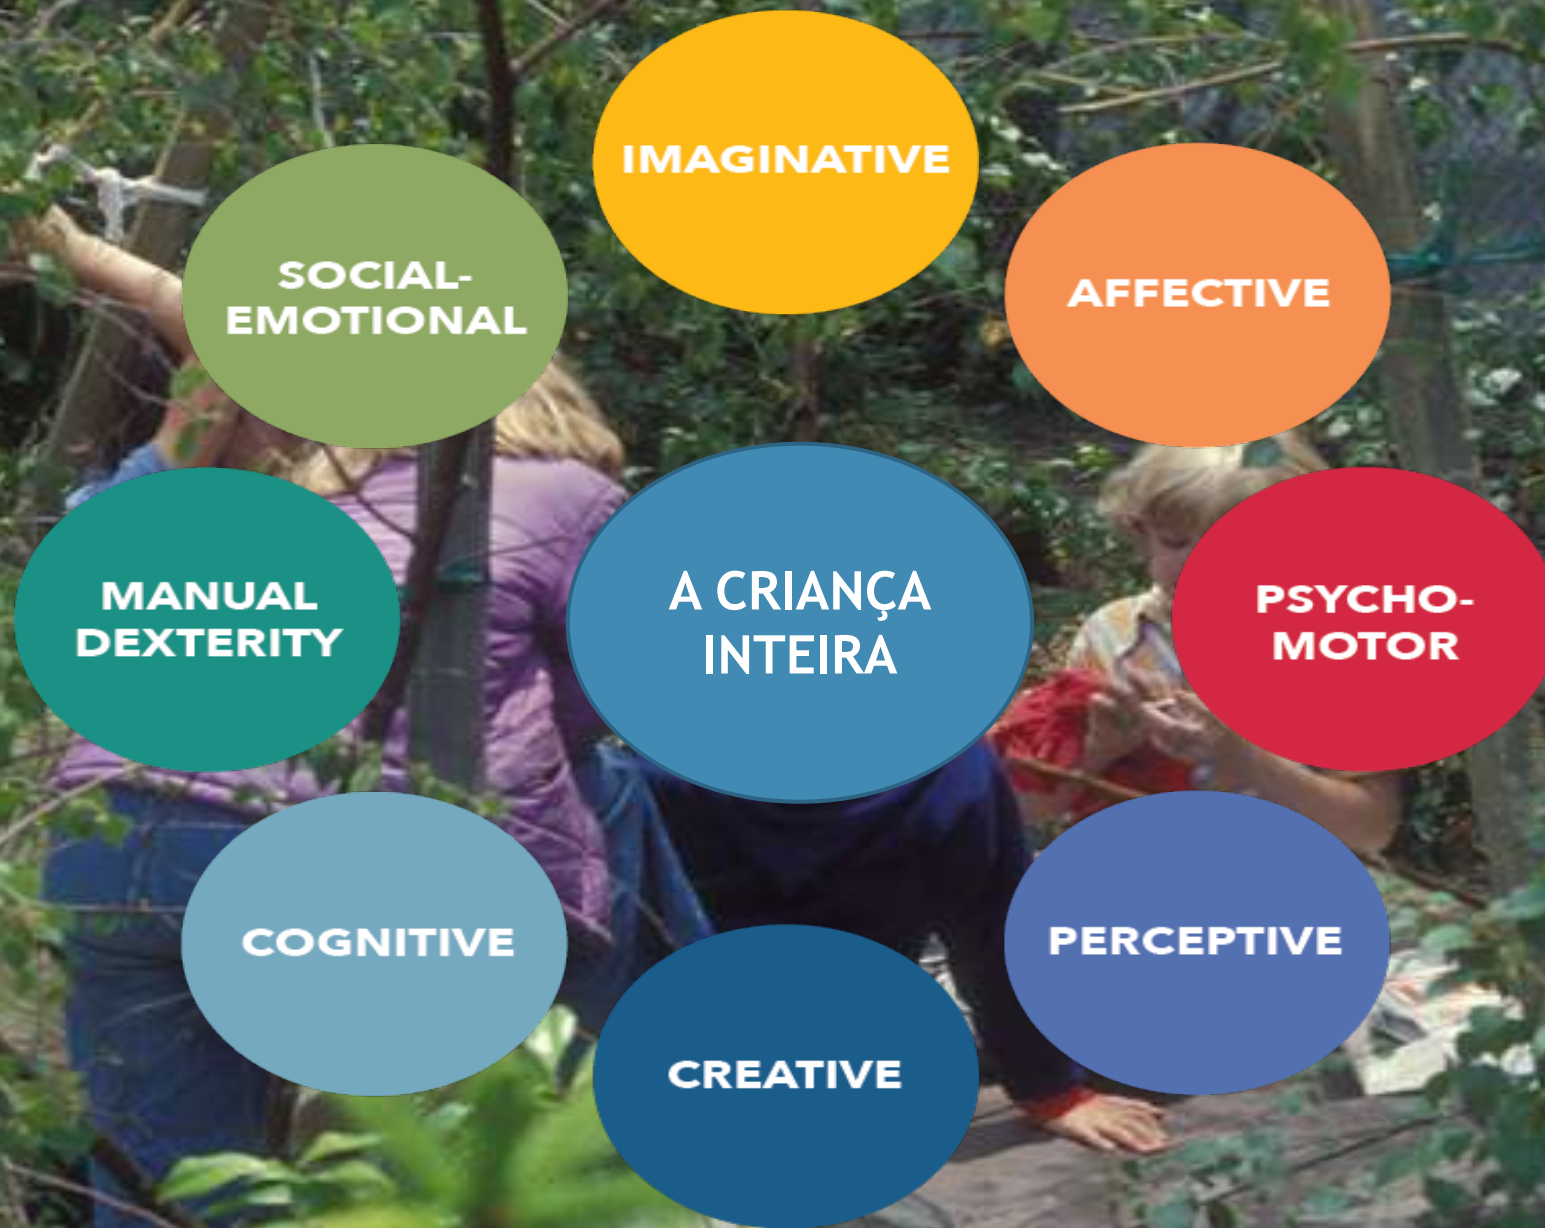 IMAGINATIVE
SOCIAL-
EMOTIONAL
AFFECTIVE
MANUAL
DEXTERITY
A CRIANÇA
INTEIRA
PSYCHO-
MOTOR
COGNITIVE
PERCEPTIVE
CREATIVE